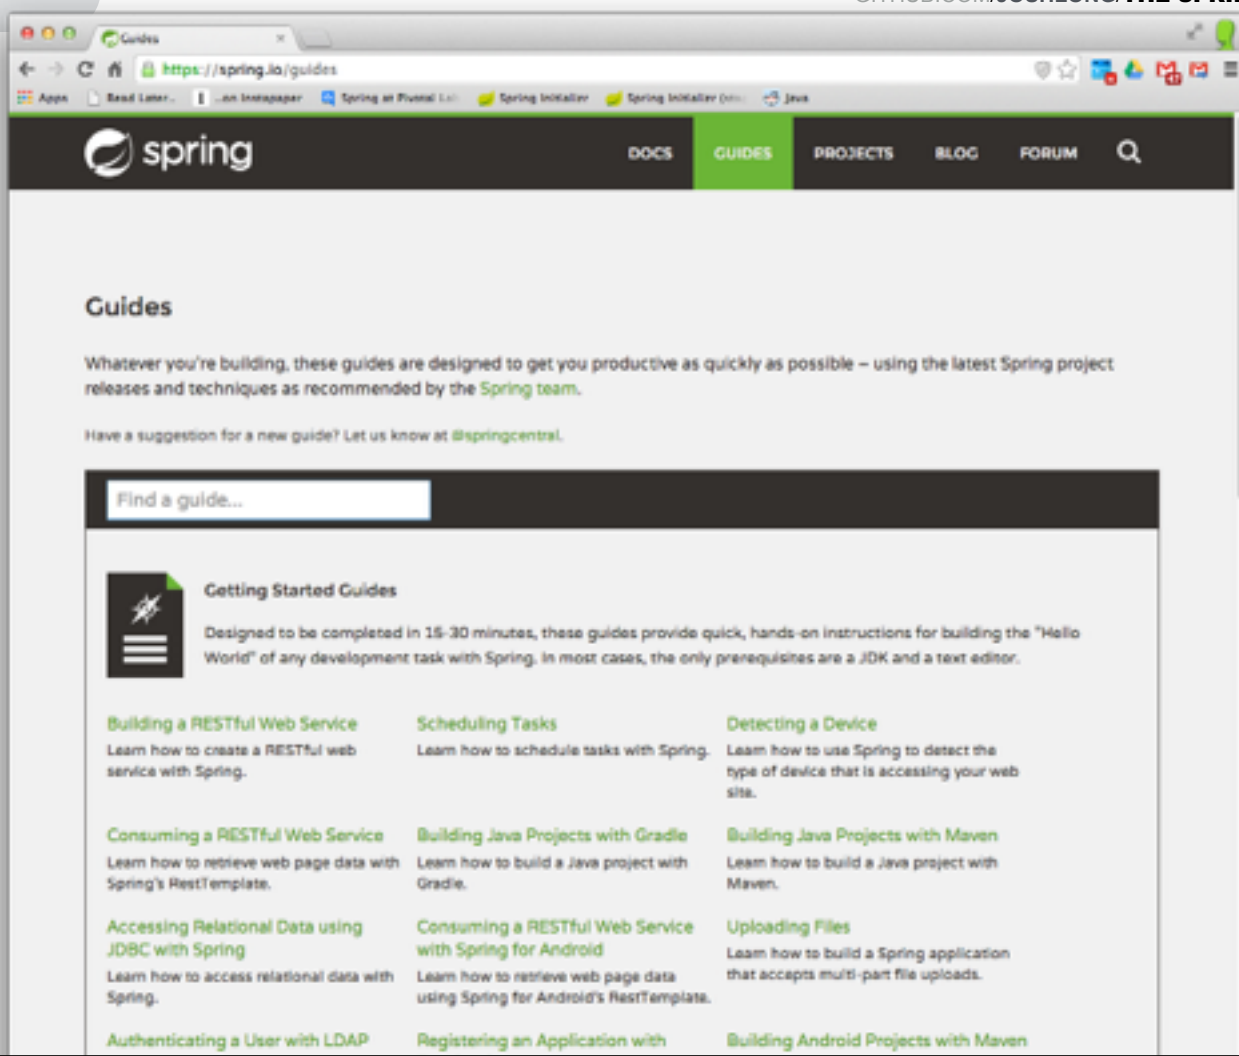 Guides
https://spring.io/guides
Apps Read Later.. ..on Instapaper Spring at Pivotal Lab Spring Initializr Spring Initializr Java
spring DOCS GUIDES PROJECTS BLOG FORUM
Guides
Whatever you're building, these guides are designed to get you productive as quickly as possible – using the latest Spring project
releases and techniques as recommended by the Spring team.
Have a suggestion for a new guide? Let us know at @springcentral.
Find a guide...
Getting Started Guides
Designed to be completed in 15-30 minutes, these guides provide quick, hands-on instructions for building the "Hello
World" of any development task with Spring. In most cases, the only prerequisites are a JDK and a text editor.
Building a RESTful Web Service
Learn how to create a RESTful web
service with Spring.
Scheduling Tasks
Learn how to schedule tasks with Spring.
Detecting a Device
Learn how to use Spring to detect the
type of device that is accessing your web
site.
Consuming a RESTful Web Service
Learn how to retrieve web page data with
Spring's RestTemplate.
Building Java Projects with Gradle
Learn how to build a Java project with
Gradle.
Building Java Projects with Maven
Learn how to build a Java project with
Maven.
Accessing Relational Data using
JDBC with Spring
Learn how to access relational data with
Spring.
Consuming a RESTful Web Service
with Spring for Android
Learn how to retrieve web page data
using Spring for Android's RestTemplate.
Uploading Files
Learn how to build a Spring application
that accepts multi-part file uploads.
Authenticating a User with LDAP
Registering an Application with
Building Android Projects with Maven